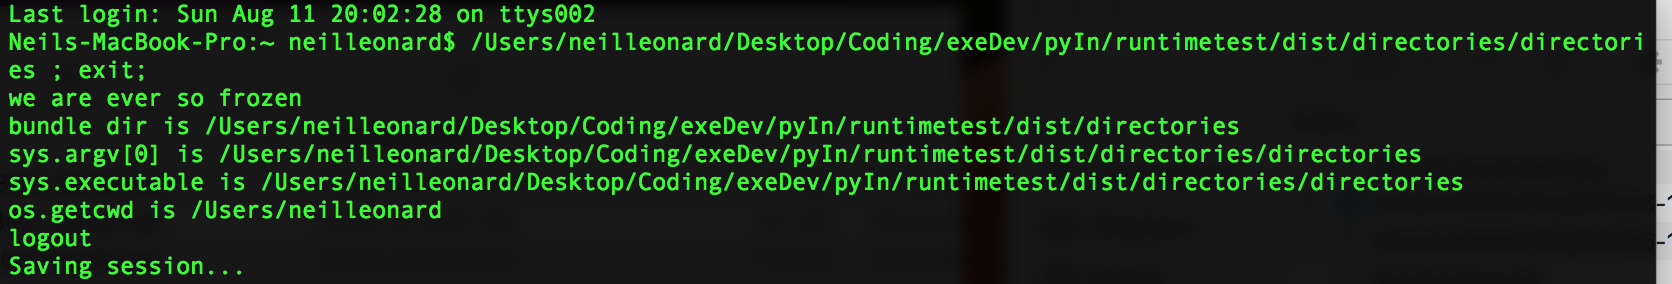 Last login: Sun Aug 11 20:02:28 on ttys002
Neils-MacBook-Pro:~ neilleonard$ /Users/neilleonard/Desktop/Coding/exeDev/pyIn/runtimetest/dist/directories/directori
es ; exit;
we are ever so frozen
bundle dir is /Users/neilleonard/Desktop/Coding/exeDev/pyIn/runtimetest/dist/directories
sys.argv[0] is /Users/neilleonard/Desktop/Coding/exeDev/pyIn/runtimetest/dist/directories/directories
sys.executable is /Users/neilleonard/Desktop/Coding/exeDev/pyIn/runtimetest/dist/directories/directories
os.getcwd is /Users/neilleonard
logout
Saving session...